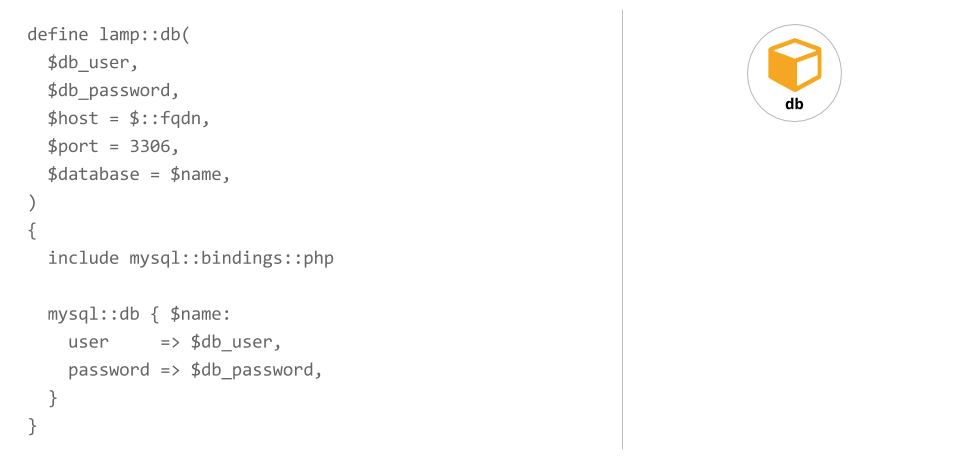 define lamp::db(
  $db_user,
  $db_password,
  $host = $::fqdn,
  $port = 3306,
  $database = $name,
)
{
  include mysql::bindings::php

  mysql::db { $name:
    user     => $db_user,
    password => $db_password,
  }
}
db